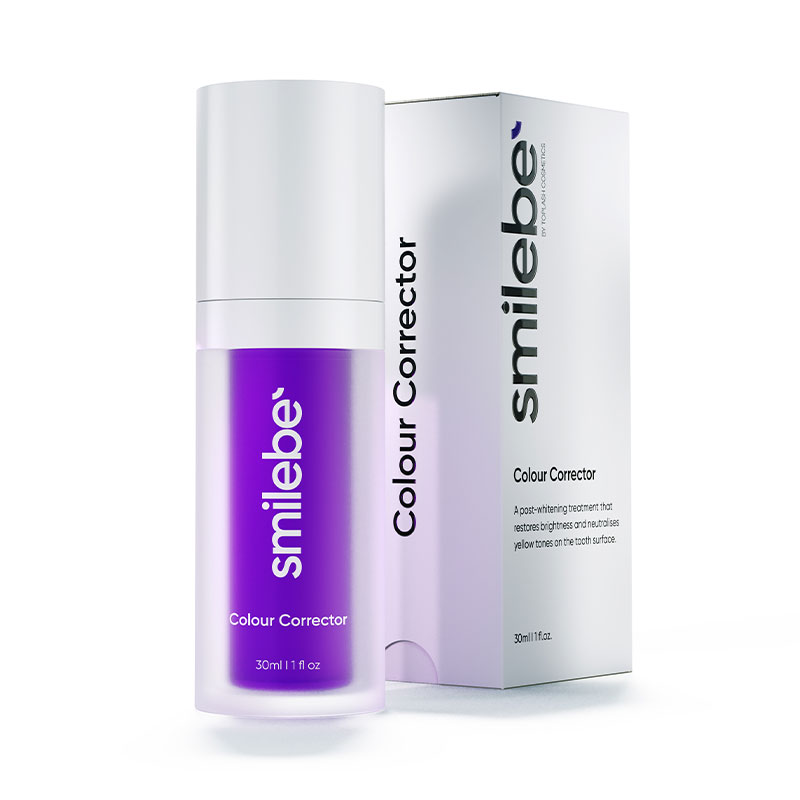 smilebe
Colour Corrector
30ml | 1 fl oz
Colour Corrector
smilebe
BY TOPLASH COSMETICS
Colour Corrector
A post-whitening treatment that
restores brightness and neutralises
yellow tones on the tooth surface.
30ml | 1 fl.oz.